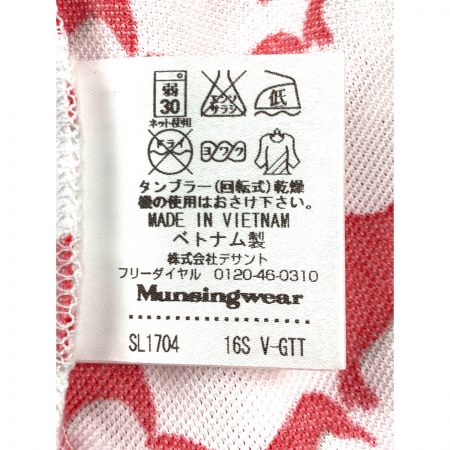 弱
30
エンソ
サラシ
低
ネット使用
ドライ
ヨワク
タンブラー(回転式)乾燥
機の使用はおさけ下さい。
MADE IN VIETNAM
ベトナム製
株式会社デサント
フリーダイヤル 0120-46-0310
Munsingwear
SL1704 16S V-GTT